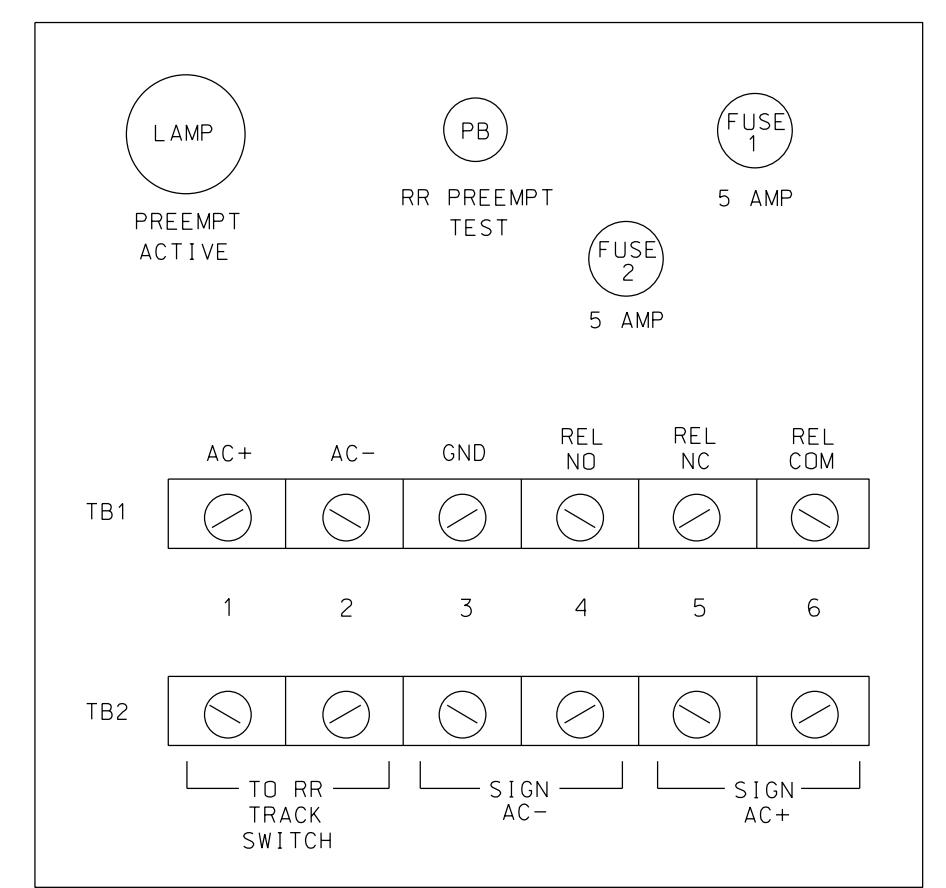 LAMP
PREEMPT
ACTIVE
PB
RR PREEMPT
TEST
FUSE
1
5 AMP
FUSE
2
5 AMP
AC+
AC-
GND
REL
NO
REL
NC
REL
COM
TB1
1 2 3 4 5 6
TB2
TO RR
TRACK
SWITCH
SIGN
AC-
SIGN
AC+